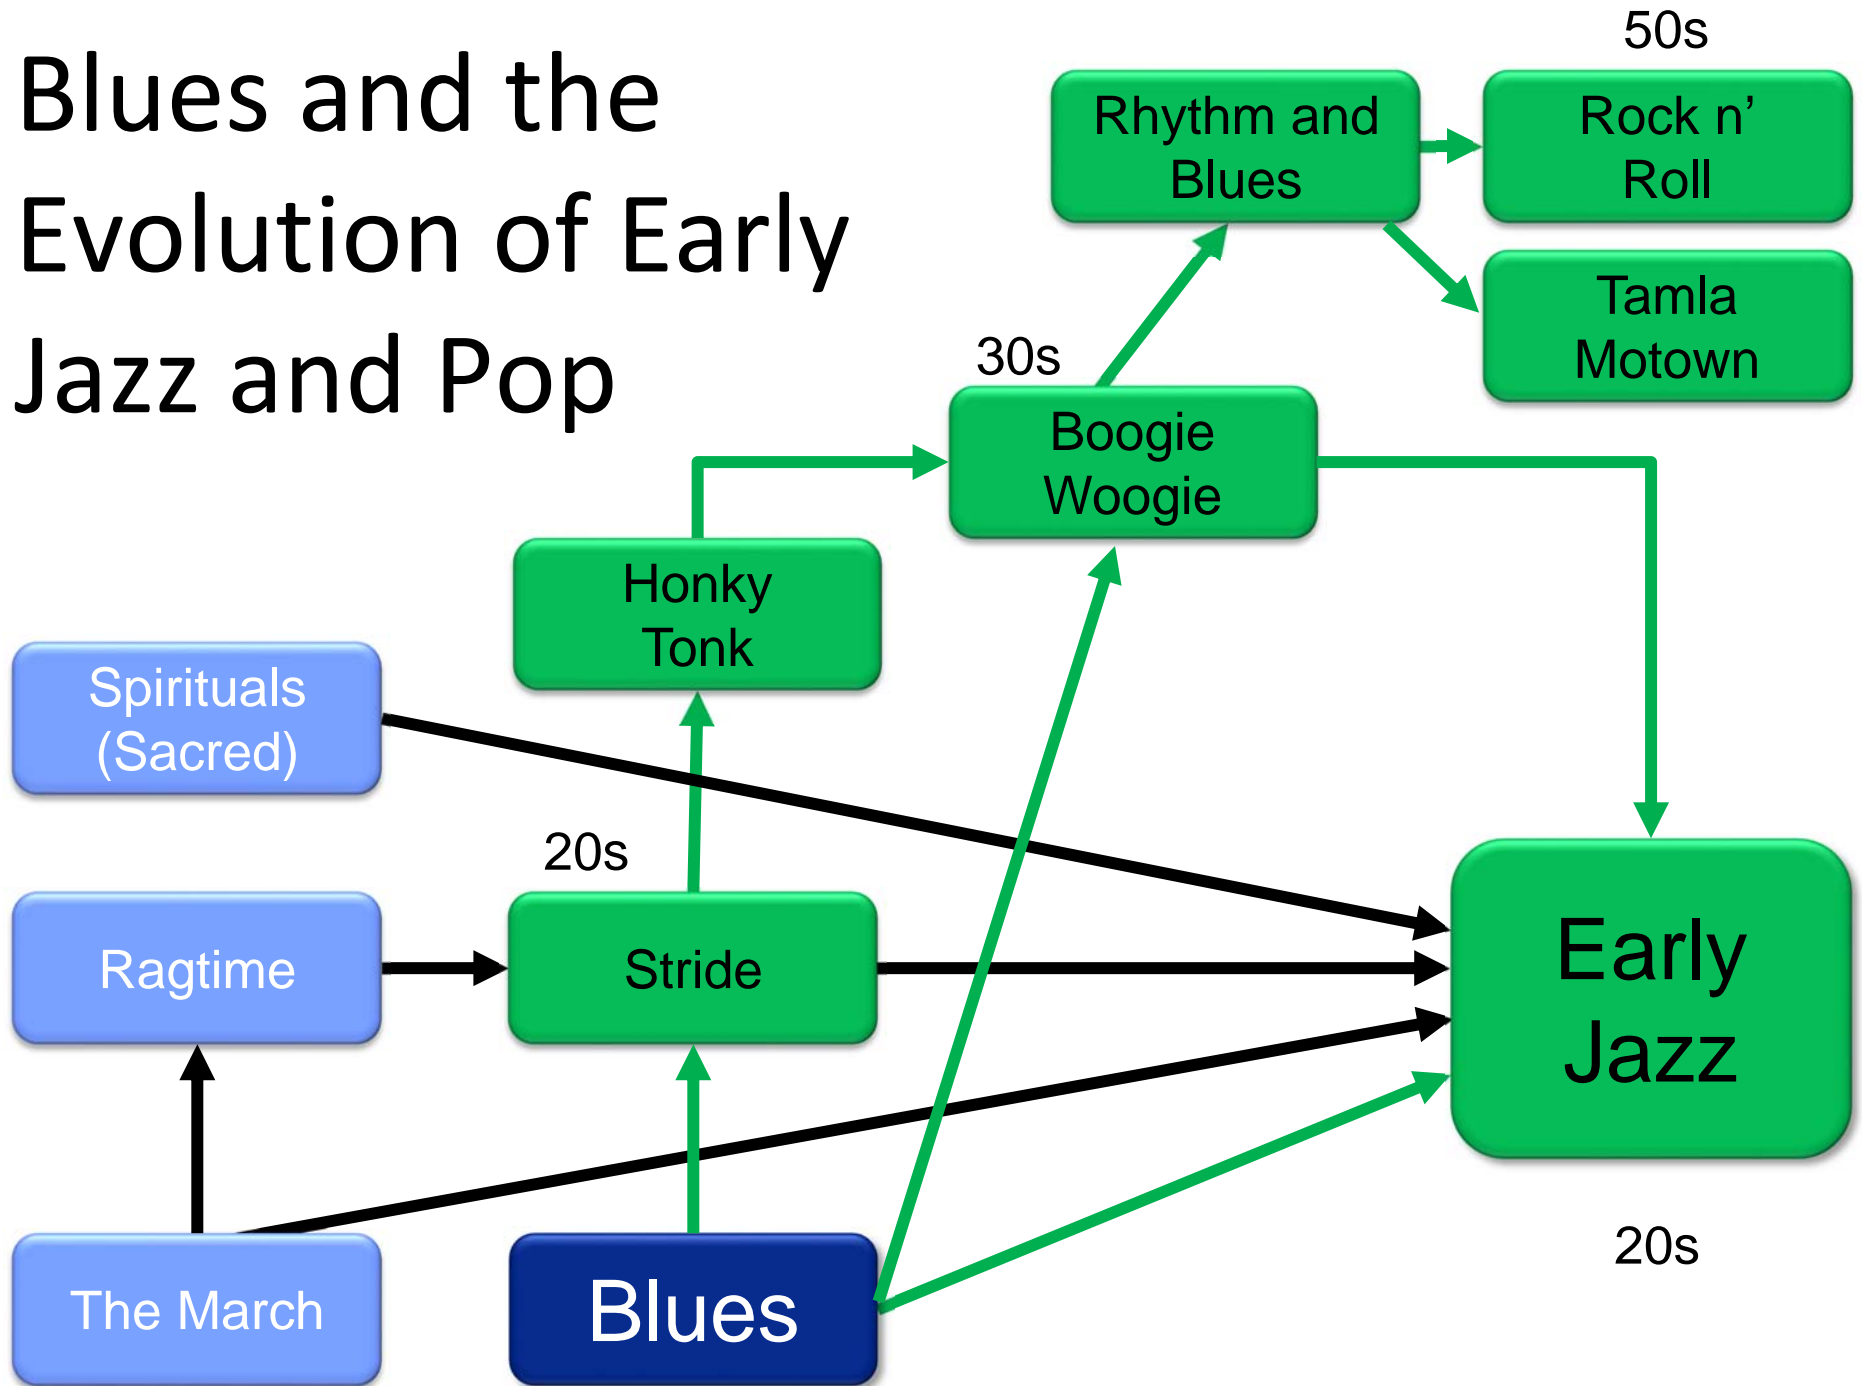 Blues and the
Evolution of Early
Jazz and Pop
50s
Rhythm and
Blues
Rock n’
Roll
Tamla
Motown
30s
Boogie
Woogie
Honky
Tonk
Spirituals
(Sacred)
20s
Ragtime
Stride
Early
Jazz
20s
The March
Blues